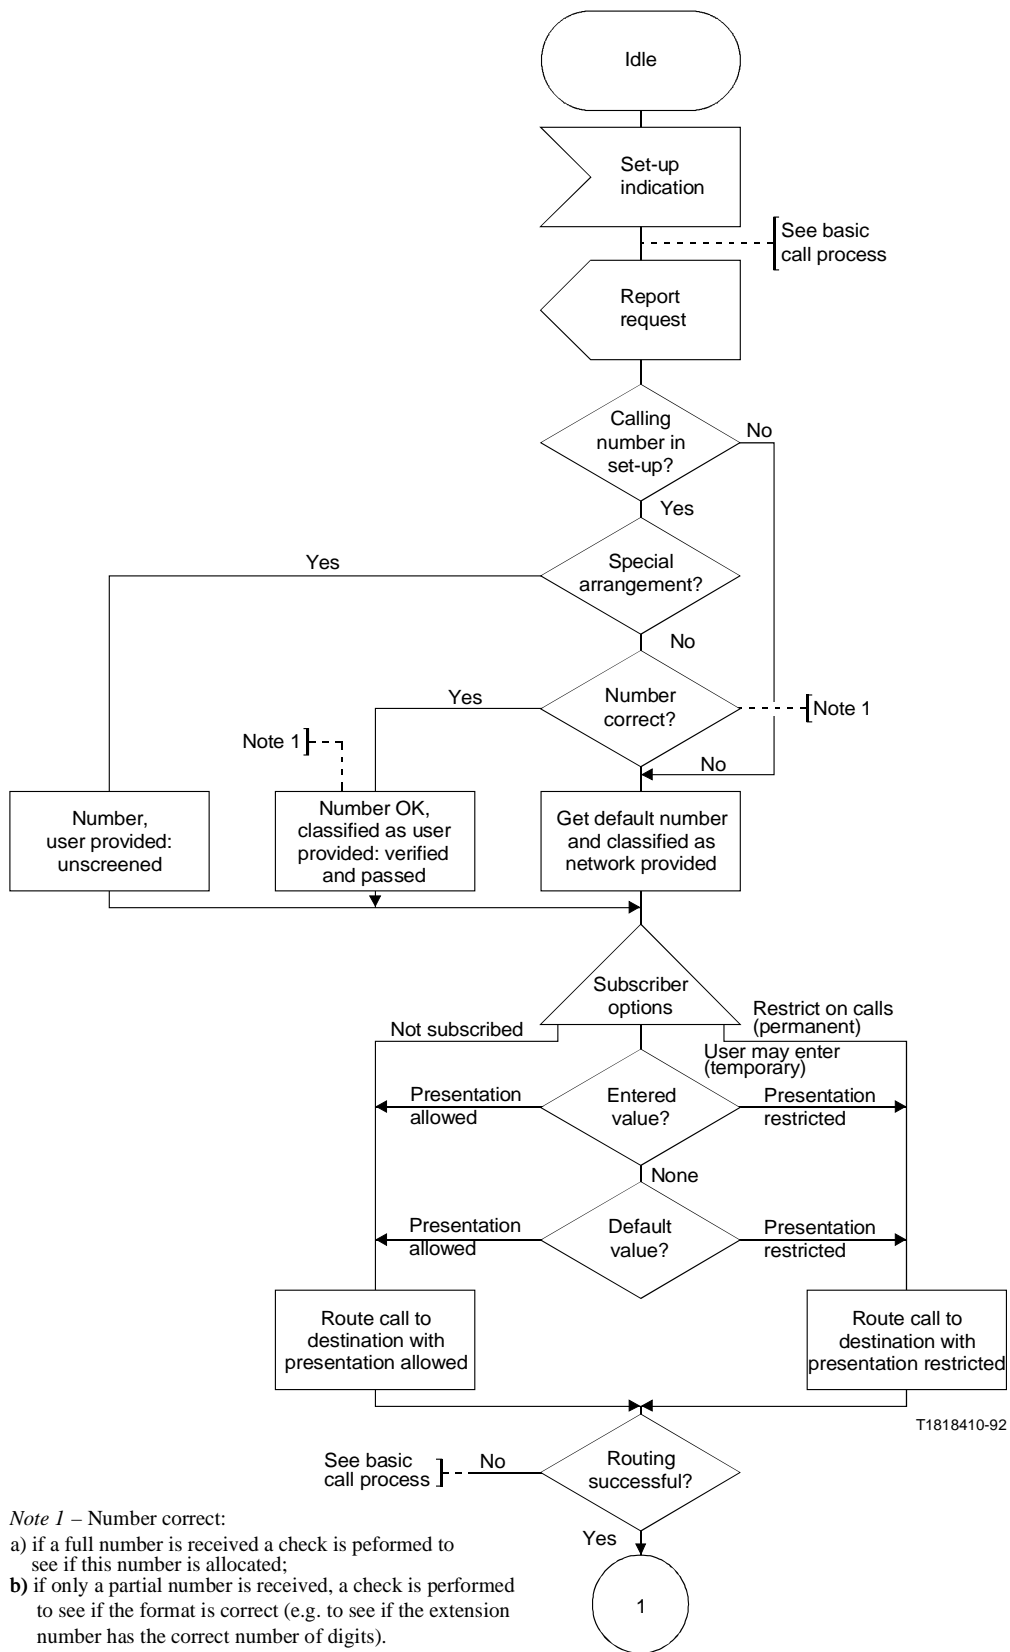 Idle
Set-up
indication
See basic
call process
Report
request
Calling
number in
set-up?
No
Yes
Special
arrangement?
Yes
No
Number
correct?
Yes
Note 1
Note 1
No
Number,
user provided:
unscreened
Number OK,
classified as user
provided: verified
and passed
Get default number
and classified as
network provided
Subscriber
options
Not subscribed
Restrict on calls
(permanent)
User may enter
(temporary)
Presentation
allowed
Entered
value?
Presentation
restricted
None
Presentation
allowed
Default
value?
Presentation
restricted
Route call to
destination with
presentation allowed
Route call to
destination with
presentation restricted
T1818410-92
See basic
call process
No
Routing
successful?
Yes
1
Note 1 – Number correct:
a) if a full number is received a check is peformed to
see if this number is allocated;
b) if only a partial number is received, a check is performed
to see if the format is correct (e.g. to see if the extension
number has the correct number of digits).